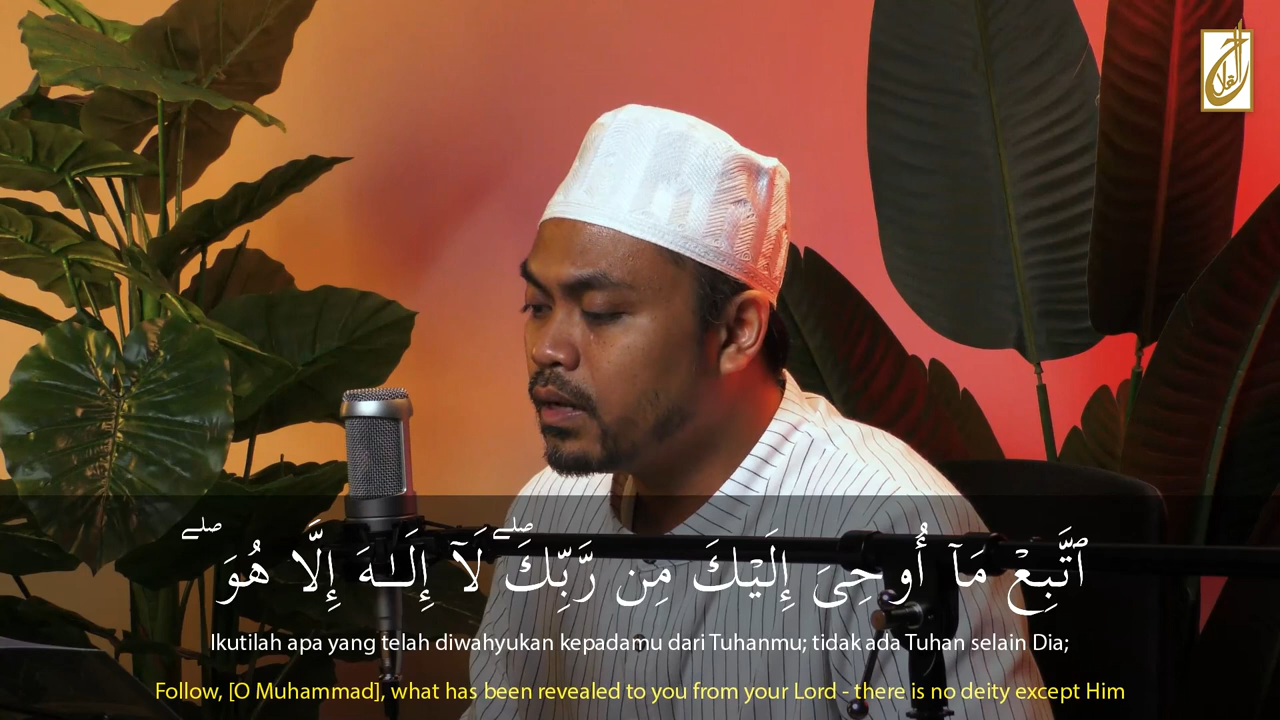 ٱتَّبِعْ مَآ أُوحِىَ إِلَيْكَ مِن رَّبِّكَ ۖ لَآ إِلَـٰهَ إِلَّا هُوَ ۖ
Ikutilah apa yang telah diwahyukan kepadamu dari Tuhanmu; tidak ada Tuhan selain Dia;
Follow, [O Muhammad], what has been revealed to you from your Lord - there is no deity except Him